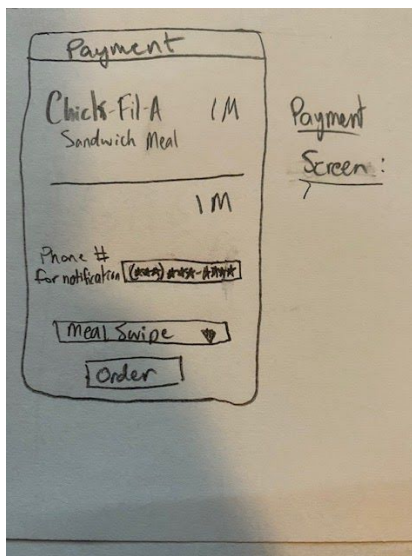 Payment
Chick-Fil-A 1M
Sandwich Meal
1M
Phone #
for notification (***) ***-****
Meal Swipe ▼
Order
Payment
Screen: